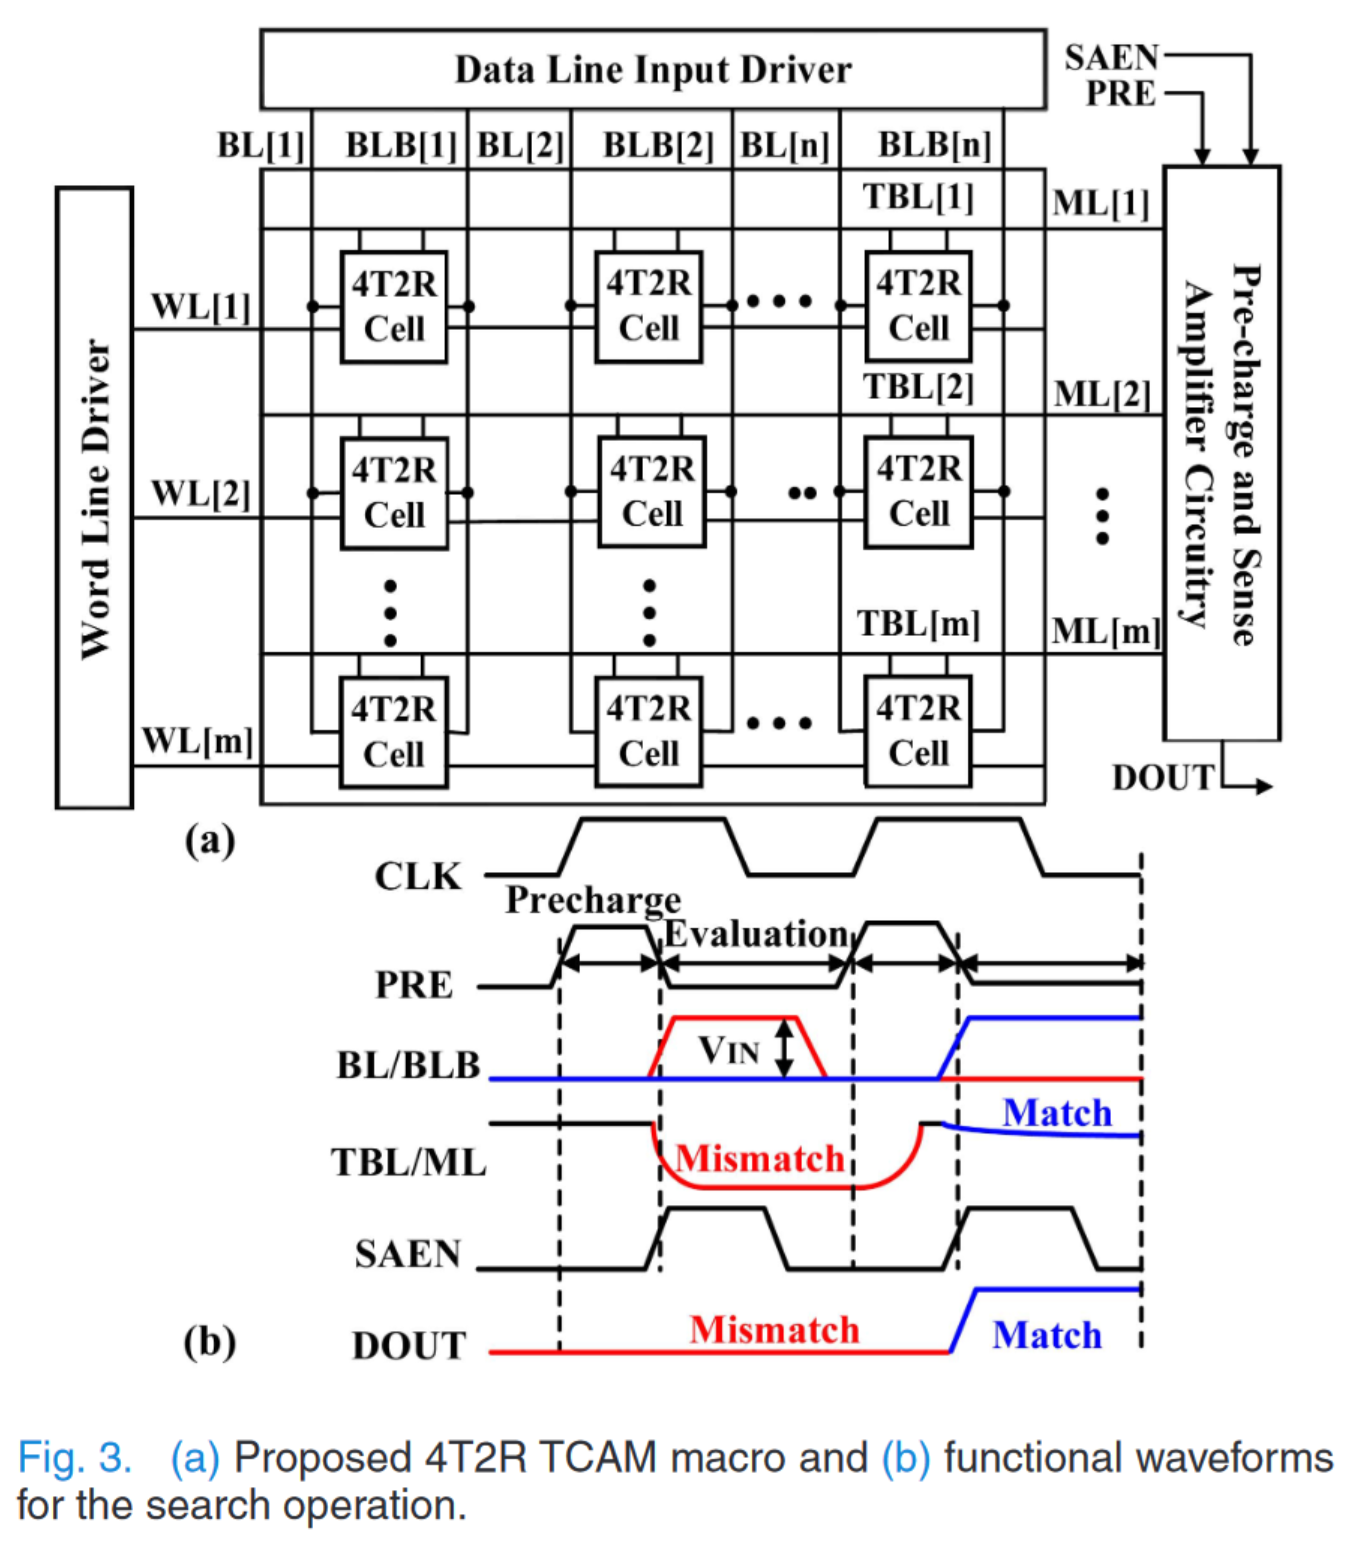 Data Line Input Driver
SAEN
PRE
BL[1] BLB[1] BL[2] BLB[2] BL[n] BLB[n]
TBL[1] ML[1]
4T2R Cell 4T2R Cell 4T2R Cell
WL[1]
TBL[2] ML[2]
4T2R Cell 4T2R Cell 4T2R Cell
WL[2]
TBL[m] ML[m]
4T2R Cell 4T2R Cell 4T2R Cell
WL[m]
Word Line Driver
Pre-charge and Sense
Amplifier Circuitry
DOUT
(a)
CLK
Precharge
Evaluation
PRE
BL/BLB VIN
Match
TBL/ML Mismatch
SAEN
(b) DOUT Mismatch Match
Fig. 3. (a) Proposed 4T2R TCAM macro and (b) functional waveforms
for the search operation.